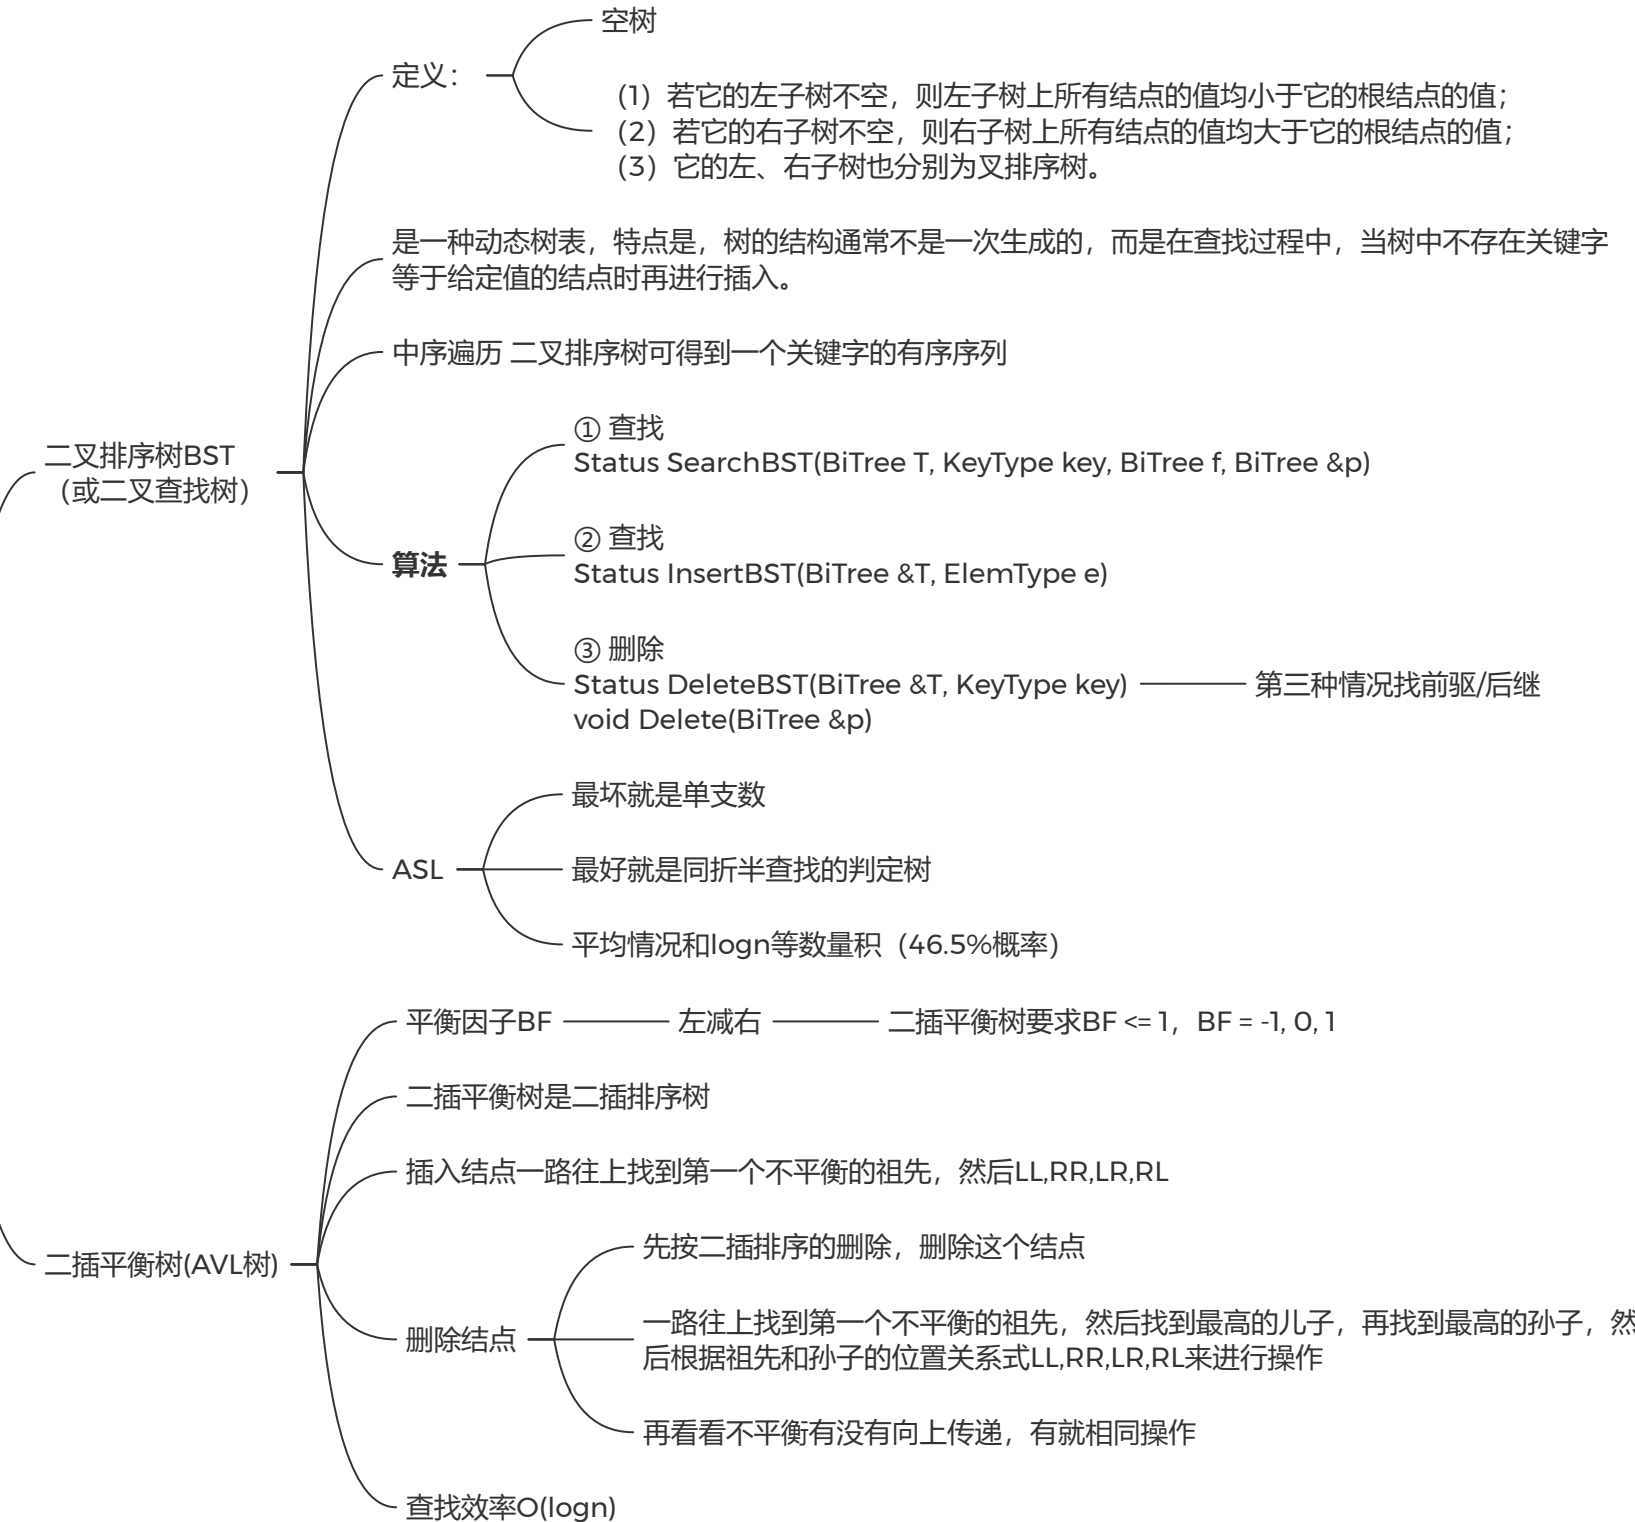 空树
定义：
（1）若它的左子树不空，则左子树上所有结点的值均小于它的根结点的值；
（2）若它的右子树不空，则右子树上所有结点的值均大于它的根结点的值；
（3）它的左、右子树也分别为叉排序树。
是一种动态树表，特点是，树的结构通常不是一次生成的，而是在查找过程中，当树中不存在关键字
等于给定值的结点时再进行插入。
中序遍历 二叉排序树可得到一个关键字的有序序列
二叉排序树BST
（或二叉查找树）
算法
① 查找
Status SearchBST(BiTree T, KeyType key, BiTree f, BiTree &p)
② 查找
Status InsertBST(BiTree &T, ElemType e)
③ 删除
Status DeleteBST(BiTree &T, KeyType key)
void Delete(BiTree &p)
第三种情况找前驱/后继
ASL
最坏就是单支数
最好就是同折半查找的判定树
平均情况和logn等数量积（46.5%概率）
二插平衡树(AVL树)
平衡因子BF
左减右
二插平衡树要求BF <= 1，BF = -1, 0, 1
二插平衡树是二插排序树
插入结点一路往上找到第一个不平衡的祖先，然后LL,RR,LR,RL
删除结点
先按二插排序的删除，删除这个结点
一路往上找到第一个不平衡的祖先，然后找到最高的儿子，再找到最高的孙子，然
后根据祖先和孙子的位置关系式LL,RR,LR,RL来进行操作
再看看不平衡有没有向上传递，有就相同操作
查找效率O(logn)